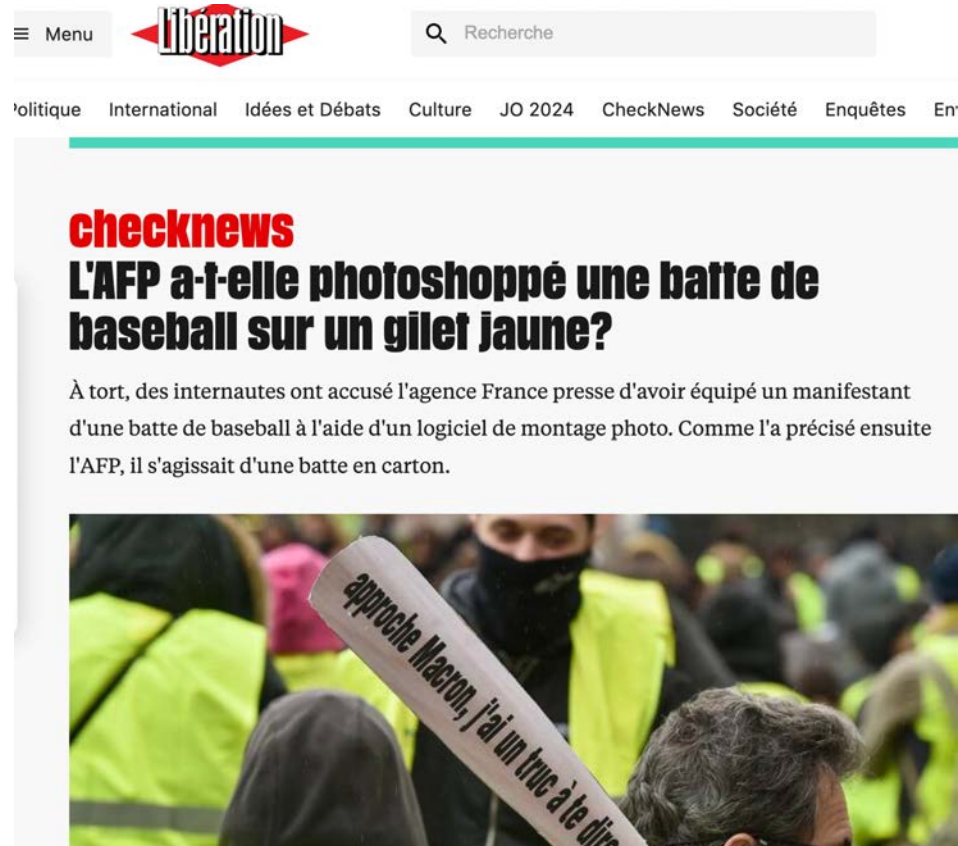 Menu
Libération
Recherche
International Idées et Débats Culture JO 2024 CheckNews Société Enquêtes
checknews
L'AFP a-t-elle photoshoppé une batte de
baseball sur un gilet jaune?
À tort, des internautes ont accusé l'agence France presse d'avoir équipé un manifestant
d'une batte de baseball à l'aide d'un logiciel de montage photo. Comme l'a précisé ensuite
l'AFP, il s'agissait d'une batte en carton.
approche Macron, j'ai un truc à te dire